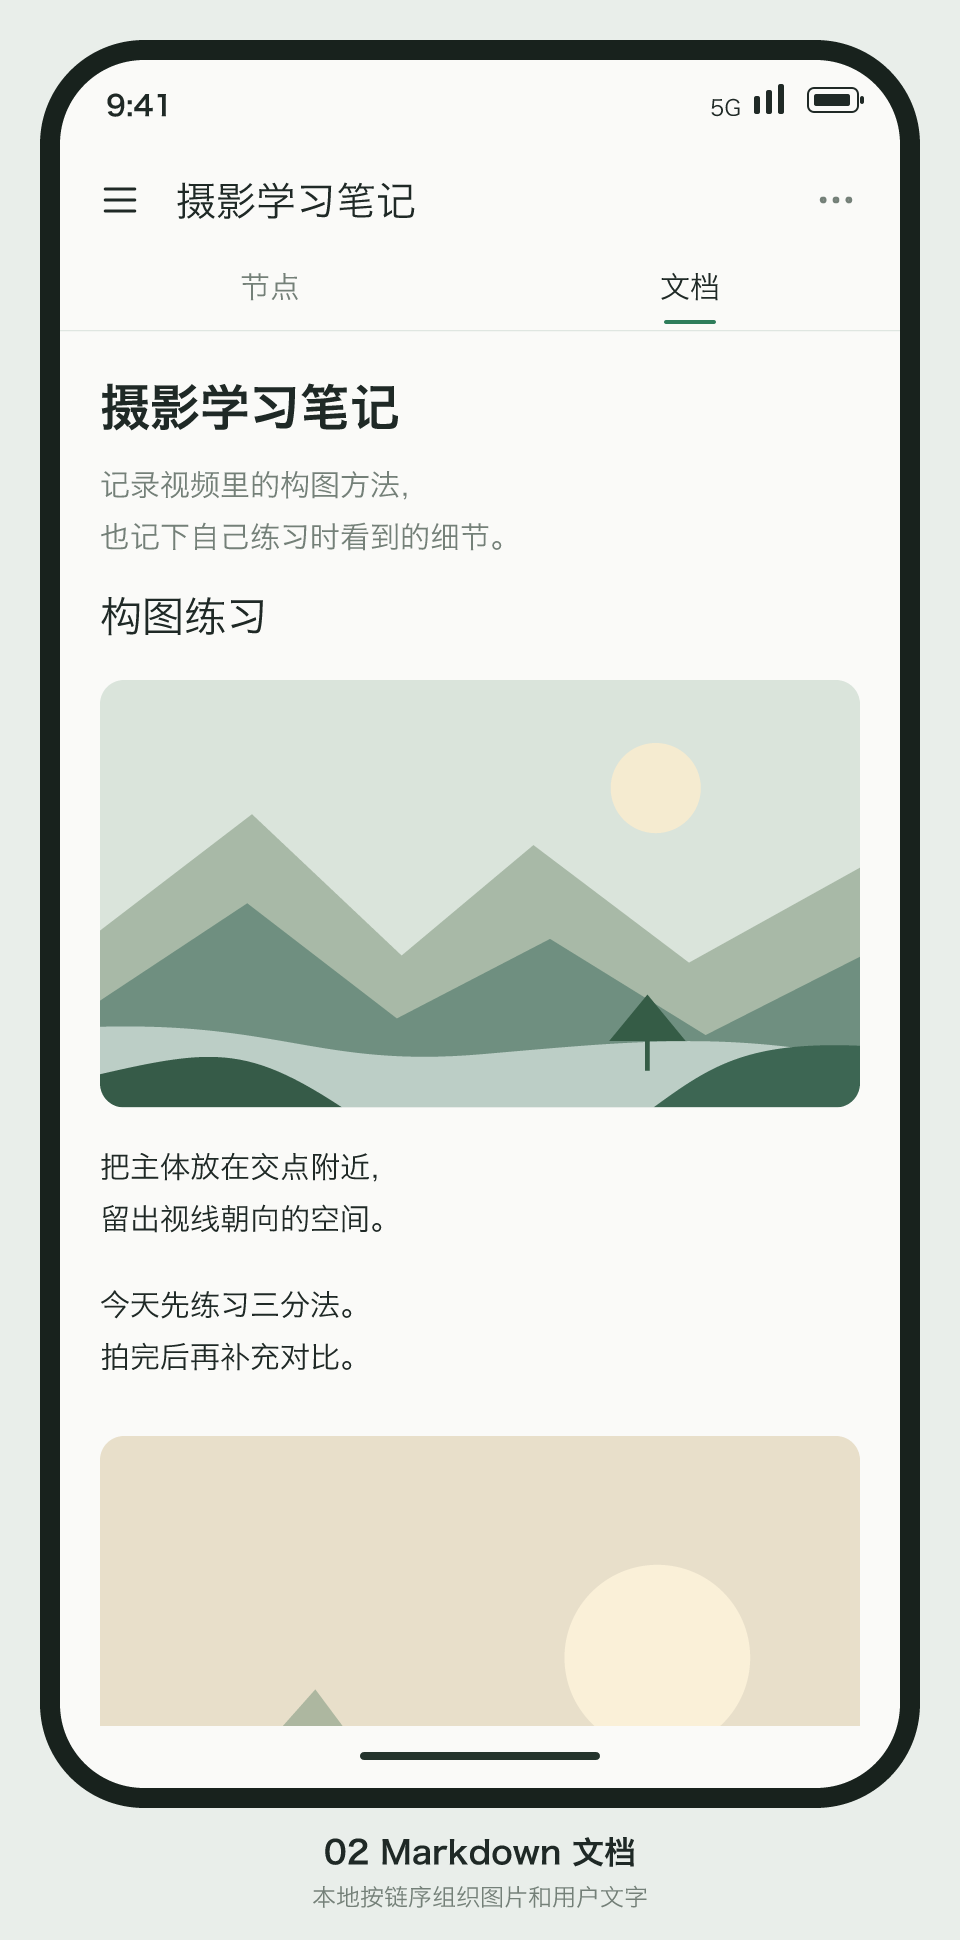 9:41
5G
摄影学习笔记
节点
文档
摄影学习笔记
记录视频里的构图方法，
也记下自己练习时看到的细节。
构图练习
把主体放在交点附近，
留出视线朝向的空间。
今天先练习三分法。
拍完后再补充对比。
02 Markdown 文档
本地按链序组织图片和用户文字